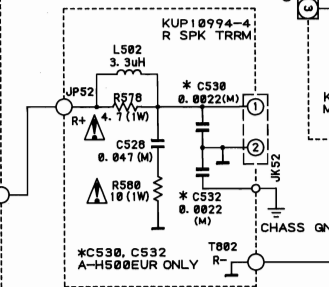 KUP10994-4
R SPK TRRM
L502
3.3uH
JP52
R578
4.7(1W)
R+
* C530
0.0022(M)
1
2
JK52
C528
0.047(M)
R580
10(1W)
* C532
0.0022
(M)
CHASS GN
T802
R-
*C530, C532
A-H500EUR ONLY
3
K
M